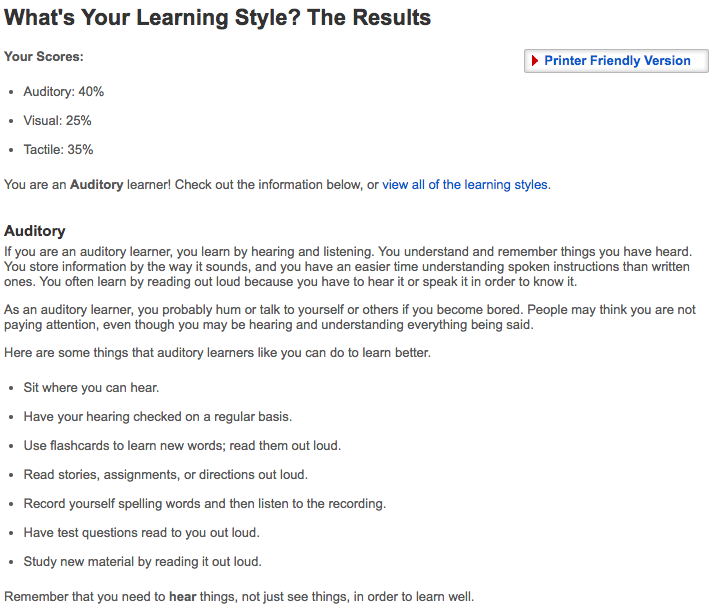 What's Your Learning Style? The Results
Your Scores:
Printer Friendly Version
• Auditory: 40%
• Visual: 25%
• Tactile: 35%
You are an Auditory learner! Check out the information below, or view all of the learning styles.
Auditory
If you are an auditory learner, you learn by hearing and listening. You understand and remember things you have heard.
You store information by the way it sounds, and you have an easier time understanding spoken instructions than written
ones. You often learn by reading out loud because you have to hear it or speak it in order to know it.
As an auditory learner, you probably hum or talk to yourself or others if you become bored. People may think you are not
paying attention, even though you may be hearing and understanding everything being said.
Here are some things that auditory learners like you can do to learn better.
• Sit where you can hear.
• Have your hearing checked on a regular basis.
• Use flashcards to learn new words; read them out loud.
• Read stories, assignments, or directions out loud.
• Record yourself spelling words and then listen to the recording.
• Have test questions read to you out loud.
• Study new material by reading it out loud.
Remember that you need to hear things, not just see things, in order to learn well.